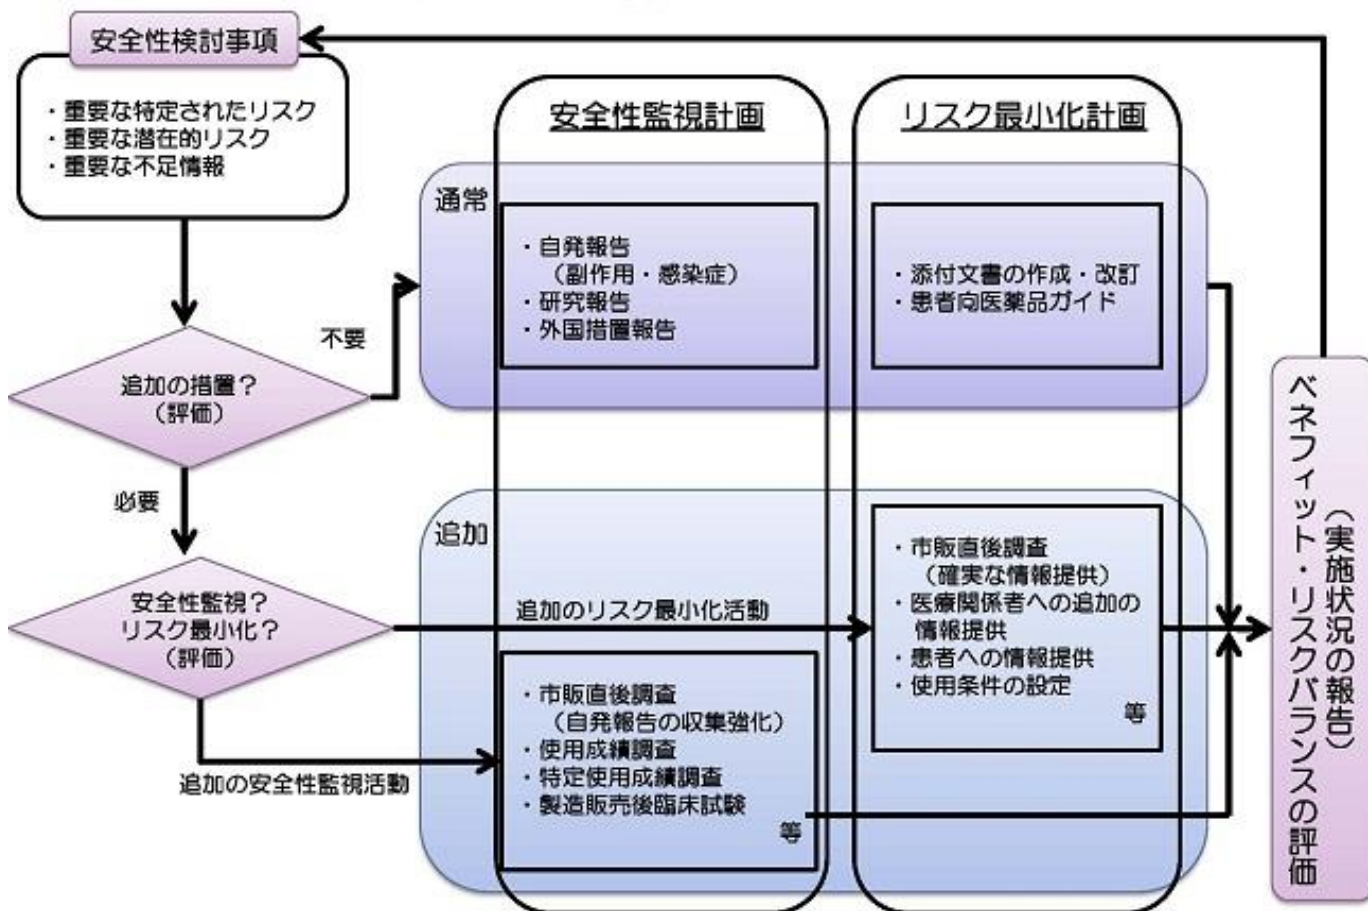 安全性検討事項
・重要な特定されたリスク
・重要な潜在的リスク
・重要な不足情報
安全性監視計画
リスク最小化計画
通常
・自発報告
（副作用・感染症）
・研究報告
・外国措置報告
・添付文書の作成・改訂
・患者向医薬品ガイド
不要
追加の措置？
（評価）
必要
追加
安全性監視？
リスク最小化？
（評価）
追加のリスク最小化活動
・市販直後調査
（確実な情報提供）
・医療関係者への追加の
情報提供
・患者への情報提供
・使用条件の設定
等
追加の安全性監視活動
・市販直後調査
（自発報告の収集強化）
・使用成績調査
・特定使用成績調査
・製造販売後臨床試験
等
（実施状況の報告）
ベネフィット・リスクバランスの評価